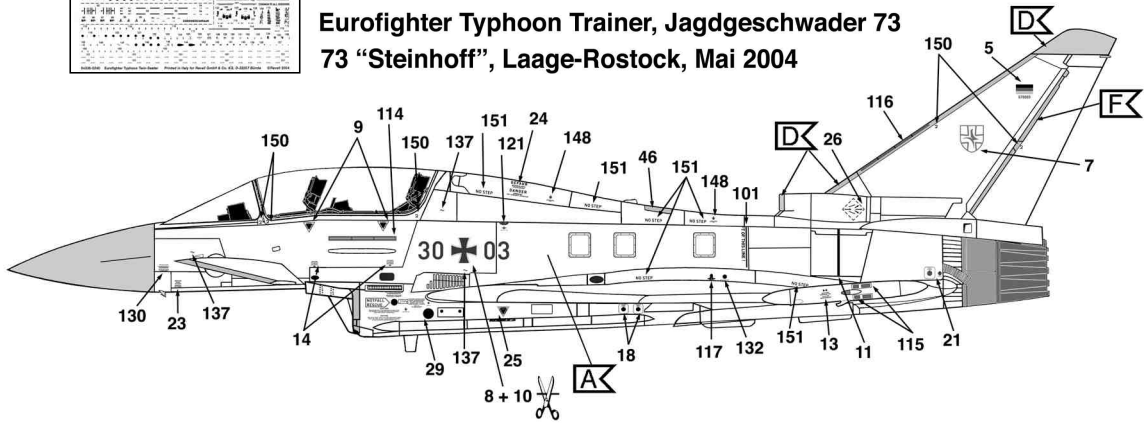 Eurofighter Typhoon Trainer, Jagdgeschwader 73
73 “Steinhoff”, Laage-Rostock, Mai 2004
D
5
150
116
F
151
24
114
9
137
148
150
150
121
151
46
151
148
101
D
26
7
NO STEP
DANGER
NO STEP
NO STEP
NO STEP
30 03
NO STEP
NO STEP
130
23
137
14
29
137
25
18
117
132
151
13
11
115
21
A
8 + 10